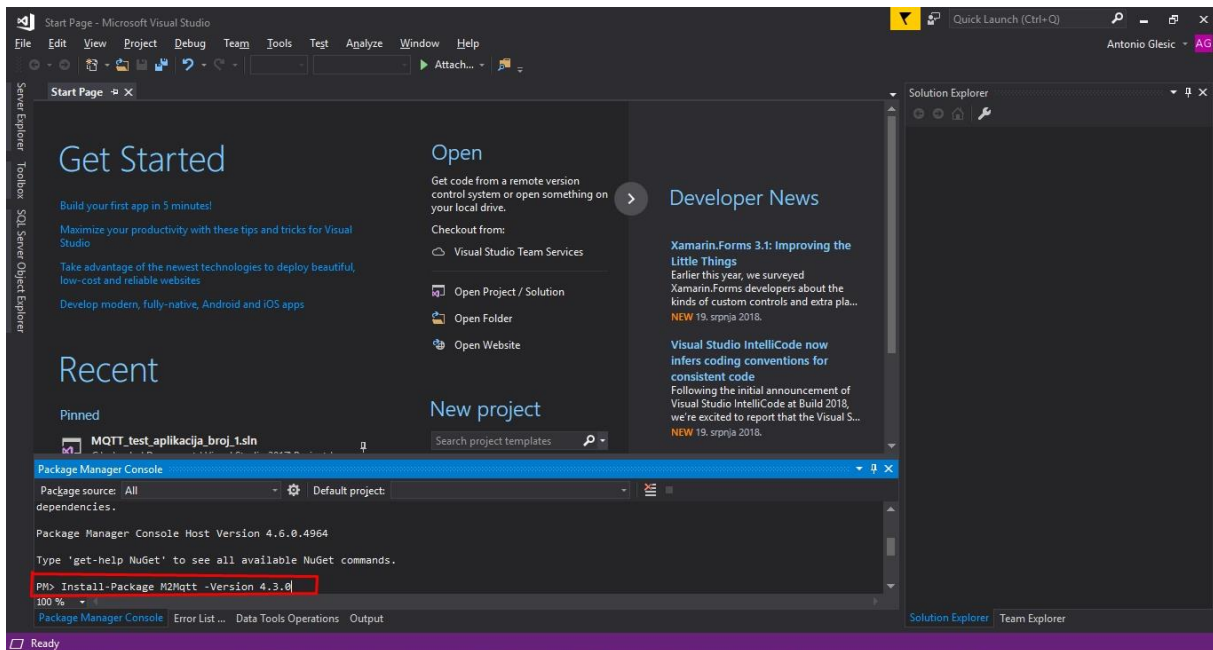 Start Page - Microsoft Visual Studio
Quick Launch (Ctrl+Q)
File Edit View Project Debug Team Tools Test Analyze Window Help
Antonio Glesic AG
Attach...
Server Explorer
Toolbox
SQL Server Object Explorer
Start Page
Get Started
Build your first app in 5 minutes!
Maximize your productivity with these tips and tricks for Visual
Studio
Take advantage of the newest technologies to deploy beautiful,
low-cost and reliable websites
Develop modern, fully-native, Android and iOS apps
Recent
Pinned
MQTT_test_aplikacija_broj_1.sln
Open
Get code from a remote version
control system or open something on
your local drive.
Checkout from:
Visual Studio Team Services
Open Project / Solution
Open Folder
Open Website
New project
Search project templates
Developer News
Xamarin.Forms 3.1: Improving the
Little Things
Earlier this year, we surveyed
Xamarin.Forms developers about the
kinds of custom controls and extra pla...
NEW 19. srpnja 2018.
Visual Studio IntelliCode now
infers coding conventions for
consistent code
Following the initial announcement of
Visual Studio IntelliCode at Build 2018,
we're excited to report that the Visual S...
NEW 19. srpnja 2018.
Solution Explorer
Package Manager Console
Package source: All Default project:
dependencies.
Package Manager Console Host Version 4.6.0.4964
Type 'get-help NuGet' to see all available NuGet commands.
PM> Install-Package M2Mqtt -Version 4.3.0
100 %
Package Manager Console Error List ... Data Tools Operations Output
Solution Explorer Team Explorer
Ready